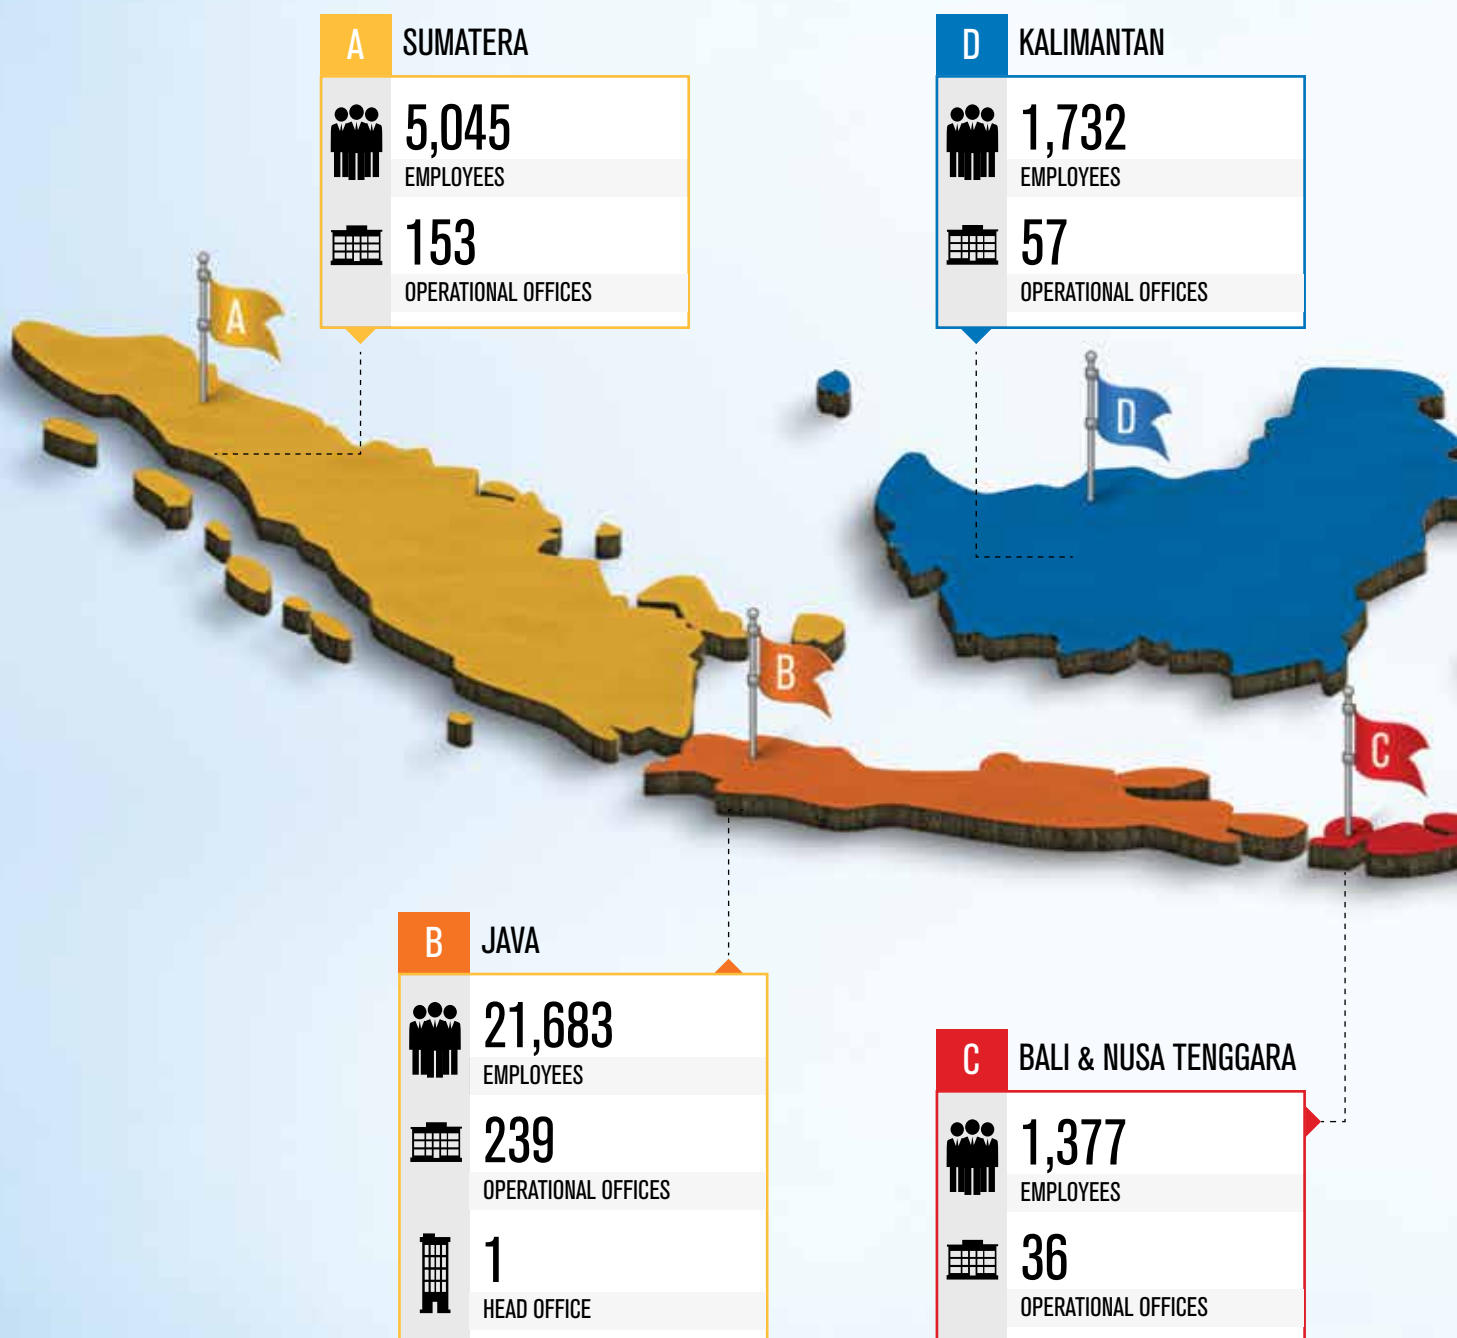 A SUMATERA
5,045
EMPLOYEES
153
OPERATIONAL OFFICES
D KALIMANTAN
1,732
EMPLOYEES
57
OPERATIONAL OFFICES
A
D
B
C
B JAVA
21,683
EMPLOYEES
239
OPERATIONAL OFFICES
1
HEAD OFFICE
C BALI & NUSA TENGGARA
1,377
EMPLOYEES
36
OPERATIONAL OFFICES